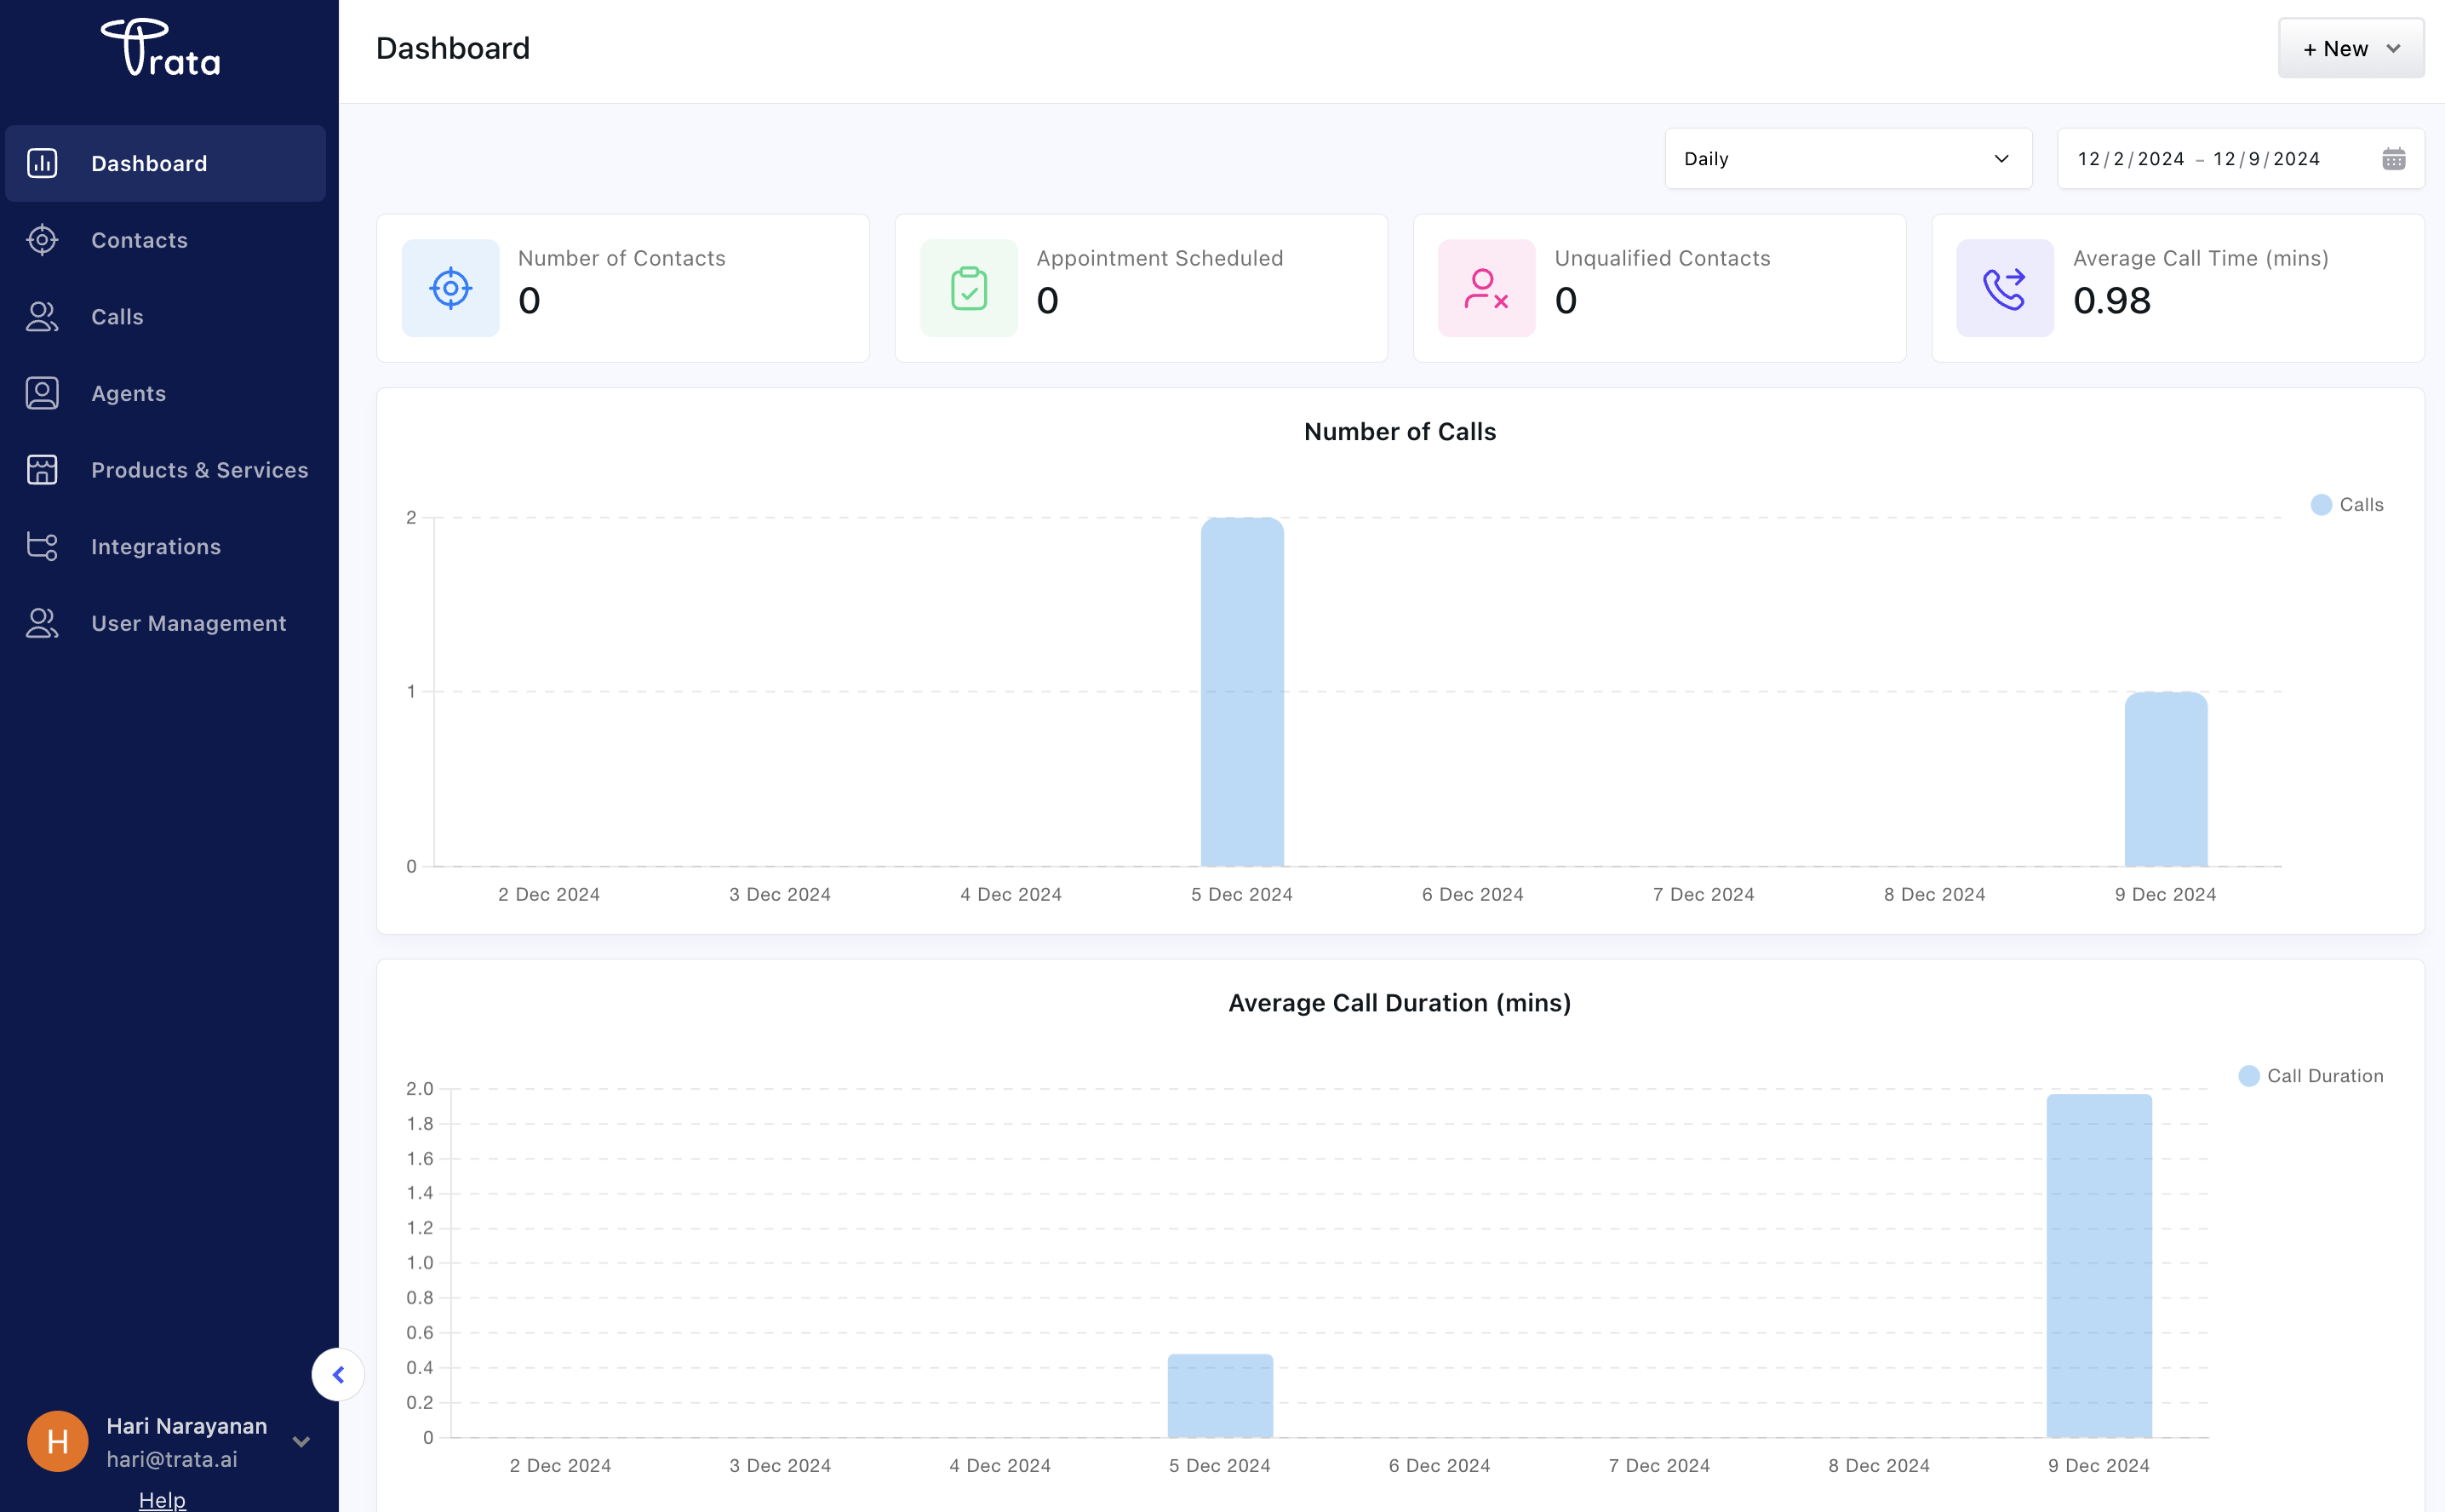 Trata
Dashboard
+ New
Dashboard
Contacts
Calls
Agents
Products & Services
Integrations
User Management
Hari Narayanan
hari@trata.ai
Help
H
Daily
12/2/2024 – 12/9/2024
Number of Contacts
0
Appointment Scheduled
0
Unqualified Contacts
0
Average Call Time (mins)
0.98
Number of Calls
Calls
2
1
0
2 Dec 2024 3 Dec 2024 4 Dec 2024 5 Dec 2024 6 Dec 2024 7 Dec 2024 8 Dec 2024 9 Dec 2024
Average Call Duration (mins)
Call Duration
2.0
1.8
1.6
1.4
1.2
1.0
0.8
0.6
0.4
0.2
0
2 Dec 2024 3 Dec 2024 4 Dec 2024 5 Dec 2024 6 Dec 2024 7 Dec 2024 8 Dec 2024 9 Dec 2024